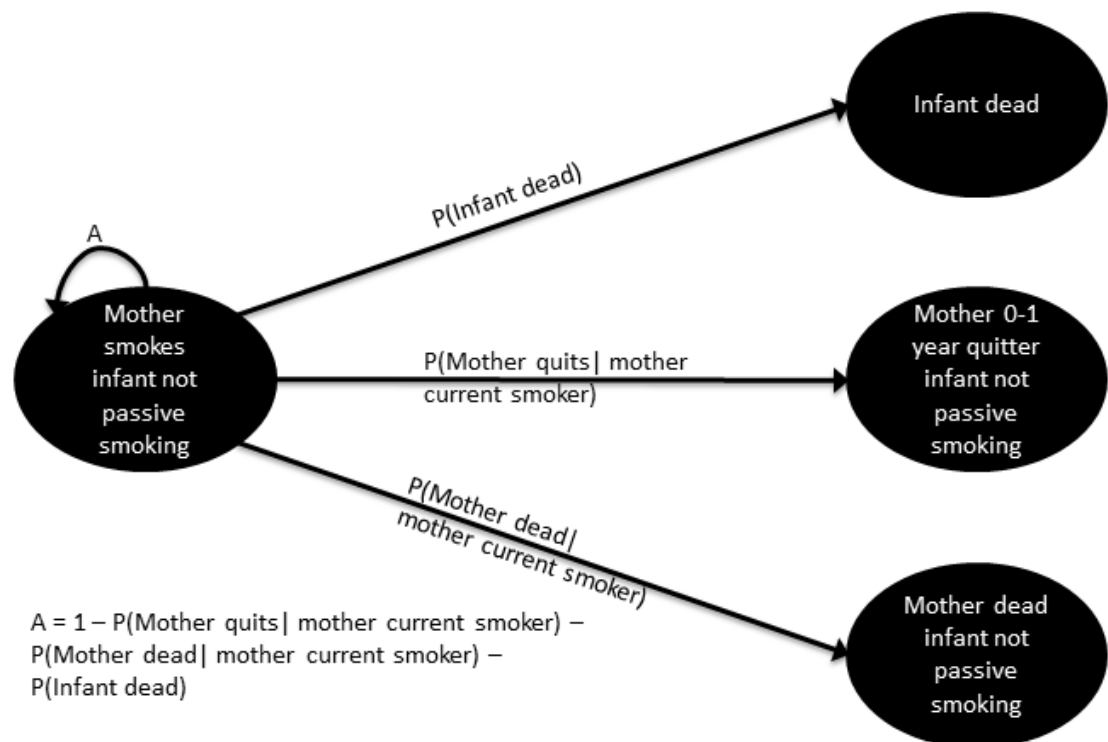 Infant dead
P(Infant dead)
A
Mother
smokes
infant not
passive
smoking
P(Mother quits| mother
current smoker)
Mother 0-1
year quitter
infant not
passive
smoking
P(Mother dead|
mother current smoker)
Mother dead
infant not
passive
smoking
A = 1 – P(Mother quits| mother current smoker) –
P(Mother dead| mother current smoker) –
P(Infant dead)